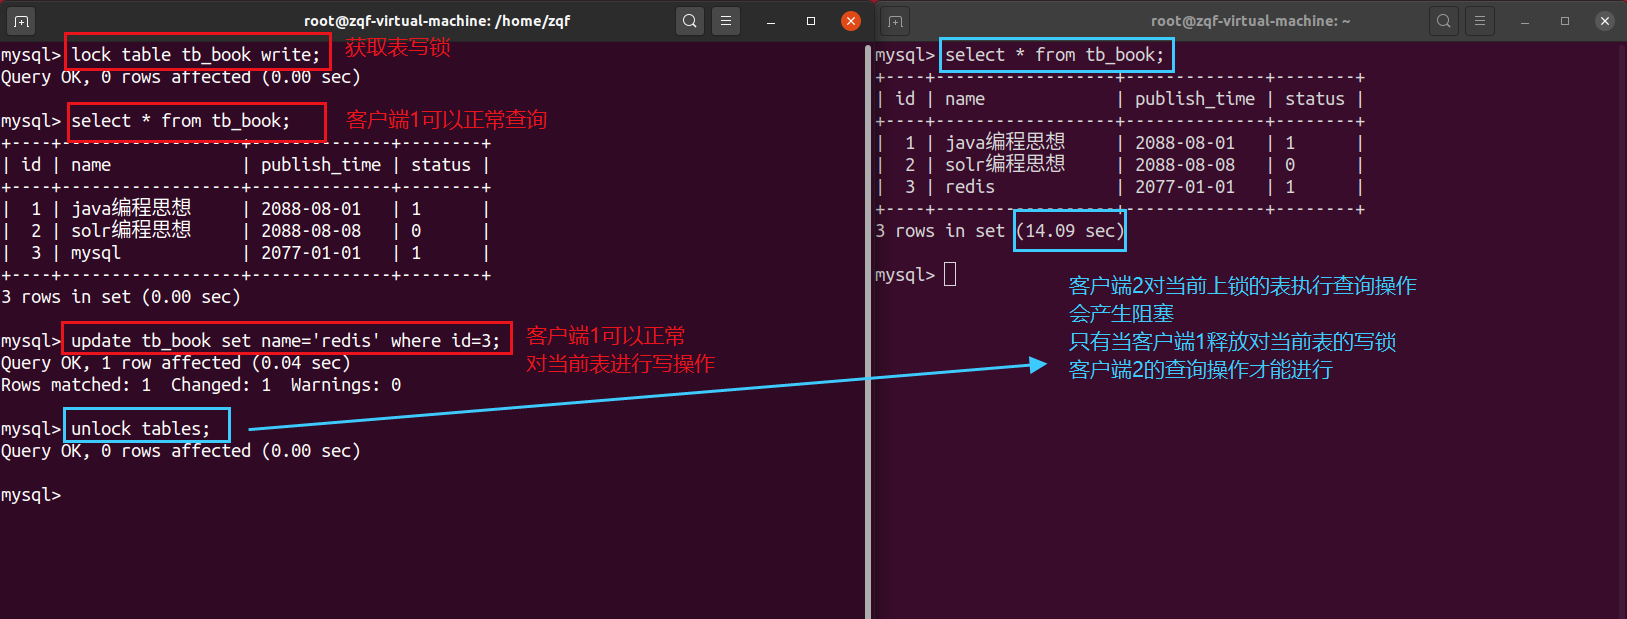 root@zqf-virtual-machine: /home/zqf
mysql> lock table tb_book write; 获取表写锁
Query OK, 0 rows affected (0.00 sec)
mysql> select * from tb_book; 客户端1可以正常查询
+----+------------------+--------------+--------+
| id | name | publish_time | status |
+----+------------------+--------------+--------+
| 1 | java编程思想 | 2088-08-01 | 1 |
| 2 | solr编程思想 | 2088-08-08 | 0 |
| 3 | mysql | 2077-01-01 | 1 |
+----+------------------+--------------+--------+
3 rows in set (0.00 sec)
mysql> update tb_book set name='redis' where id=3; 客户端1可以正常
对当前表进行写操作
Query OK, 1 row affected (0.04 sec)
Rows matched: 1 Changed: 1 Warnings: 0
mysql> unlock tables;
Query OK, 0 rows affected (0.00 sec)
mysql>
root@zqf-virtual-machine: ~
mysql> select * from tb_book;
+----+------------------+--------------+--------+
| id | name | publish_time | status |
+----+------------------+--------------+--------+
| 1 | java编程思想 | 2088-08-01 | 1 |
| 2 | solr编程思想 | 2088-08-08 | 0 |
| 3 | redis | 2077-01-01 | 1 |
+----+------------------+--------------+--------+
3 rows in set (14.09 sec)
mysql>
客户端2对当前上锁的表执行查询操作
会产生阻塞
只有当客户端1释放对当前表的写锁
客户端2的查询操作才能进行